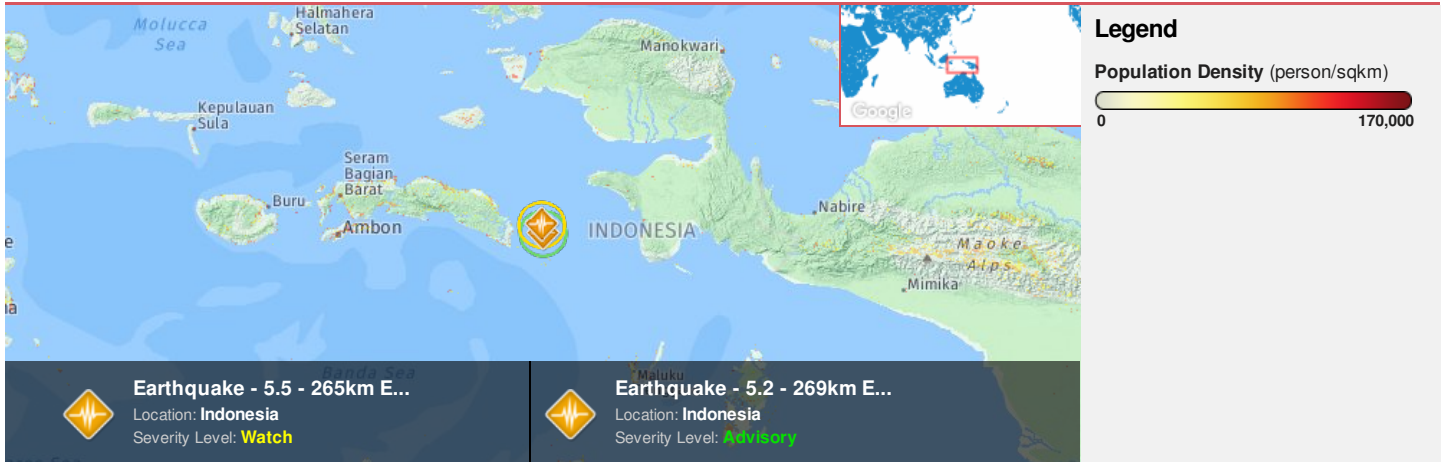 Molucca
Sea
Halmahera
Selatan
Manokwari
Google
Kepulauan
Sula
Seram
Bagian
Barat
Buru
Ambon
INDONESIA
Nabire
Maoke
Alps
Mimika
e
ia
Banda Sea
Maluku
Earthquake - 5.5 - 265km E...
Location: Indonesia
Severity Level: Watch
Earthquake - 5.2 - 269km E...
Location: Indonesia
Severity Level: Advisory
Legend
Population Density (person/sqkm)
0
170,000